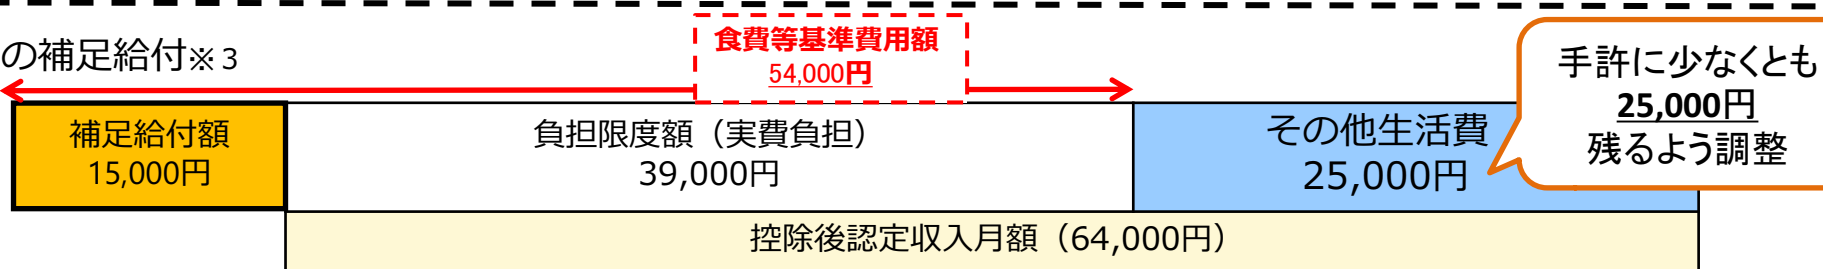 の補足給付※3
食費等基準費用額
54,000円
手許に少なくとも
25,000円
残るよう調整
補足給付額
15,000円
負担限度額（実費負担）
39,000円
その他生活費
25,000円
控除後認定収入月額（64,000円）